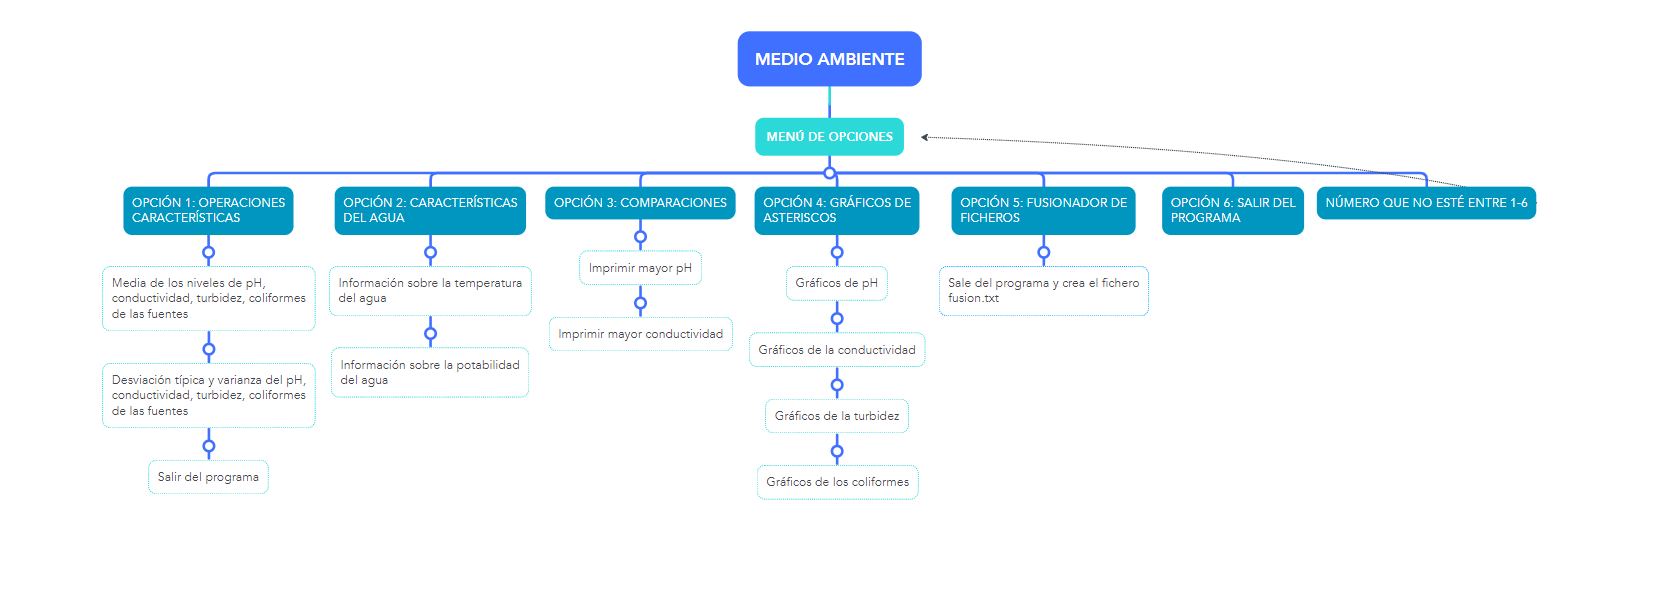 MEDIO AMBIENTE
MENÚ DE OPCIONES
OPCIÓN 1: OPERACIONES
CARACTERÍSTICAS
Media de los niveles de pH,
conductividad, turbidez, coliformes
de las fuentes
Desviación típica y varianza del pH,
conductividad, turbidez, coliformes
de las fuentes
Salir del programa
OPCIÓN 2: CARACTERÍSTICAS
DEL AGUA
Información sobre la temperatura
del agua
Información sobre la potabilidad
del agua
OPCIÓN 3: COMPARACIONES
Imprimir mayor pH
Imprimir mayor conductividad
OPCIÓN 4: GRÁFICOS DE
ASTERISCOS
Gráficos de pH
Gráficos de la conductividad
Gráficos de la turbidez
Gráficos de los coliformes
OPCIÓN 5: FUSIONADOR DE
FICHEROS
Sale del programa y crea el fichero
fusion.txt
OPCIÓN 6: SALIR DEL
PROGRAMA
NÚMERO QUE NO ESTÉ ENTRE 1-6